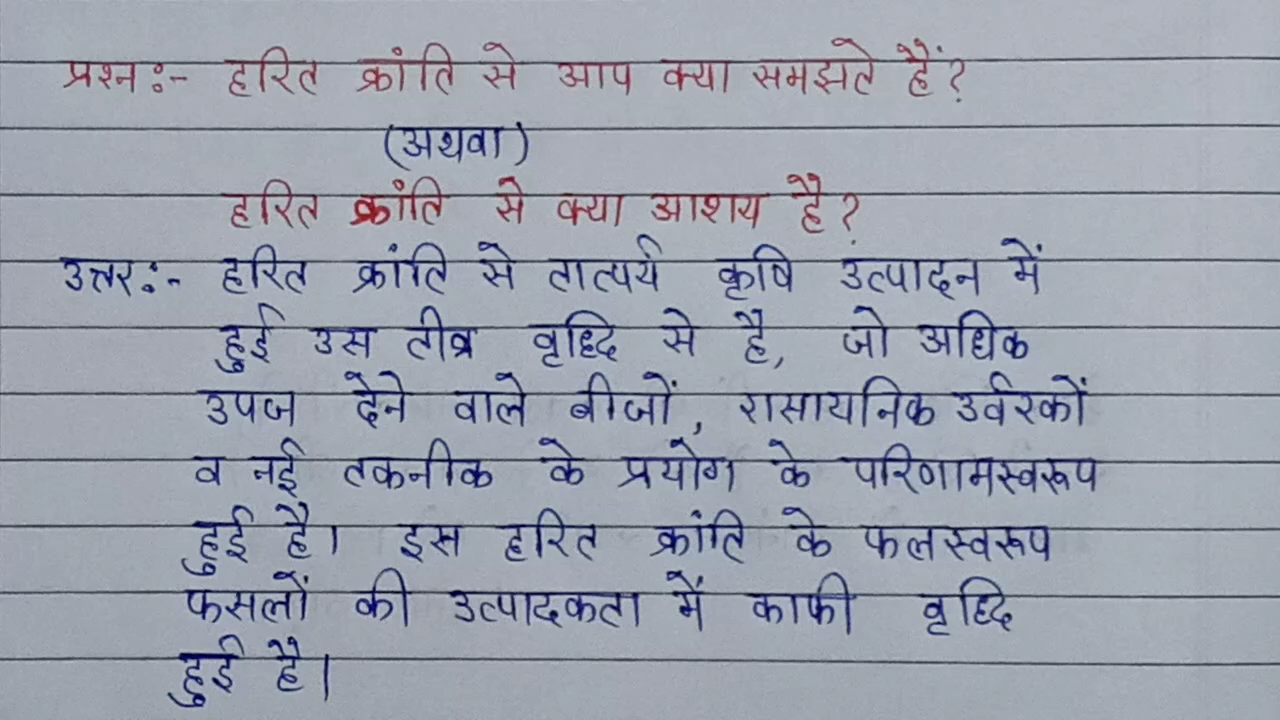 प्रश्न:- हरित क्रांति से आप क्या समझते हैं?
(अथवा)
हरित क्रांति से क्या आशय है?
उत्तर:- हरित क्रांति से तात्पर्य कृषि उत्पादन में
हुई उस तीव्र वृद्धि से है, जो अधिक
उपज देने वाले बीजों, रासायनिक उर्वरकों
व नई तकनीक के प्रयोग के परिणामस्वरूप
हुई है। इस हरित क्रांति के फलस्वरूप
फसलों की उत्पादकता में काफी वृद्धि
हुई है।